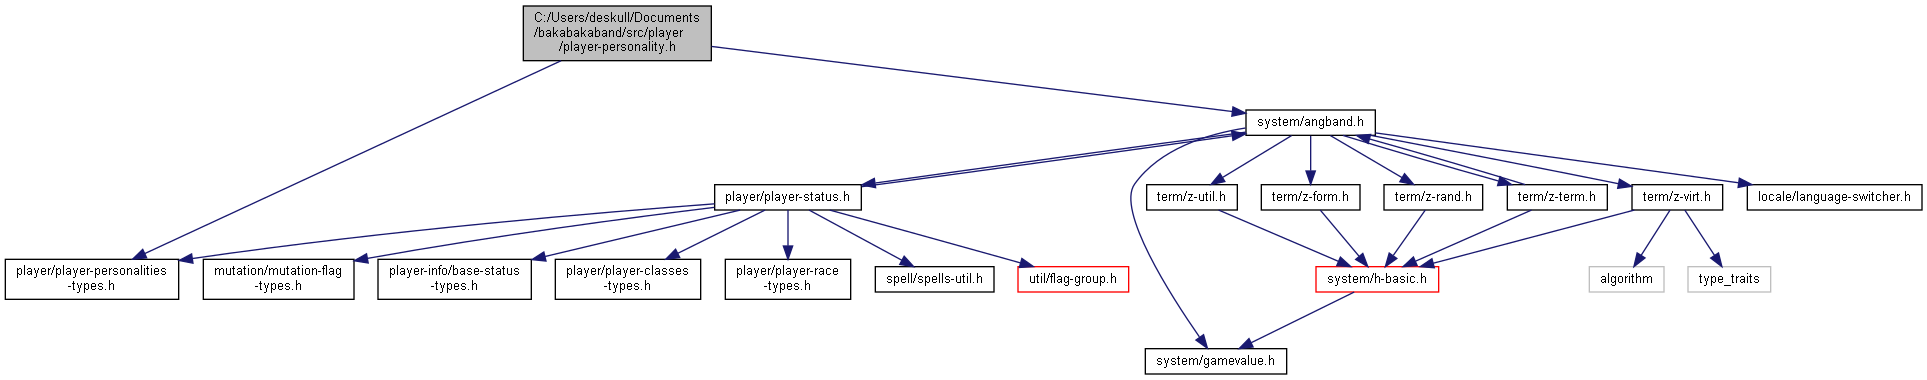 C:/Users/deskull/Documents
/bakabakaband/src/player
/player-personality.h
system/angband.h
player/player-status.h
term/z-util.h
term/z-form.h
term/z-rand.h
term/z-term.h
term/z-virt.h
locale/language-switcher.h
player/player-personalities
-types.h
mutation/mutation-flag
-types.h
player-info/base-status
-types.h
player/player-classes
-types.h
player/player-race
-types.h
spell/spells-util.h
util/flag-group.h
system/h-basic.h
algorithm
type_traits
system/gamevalue.h